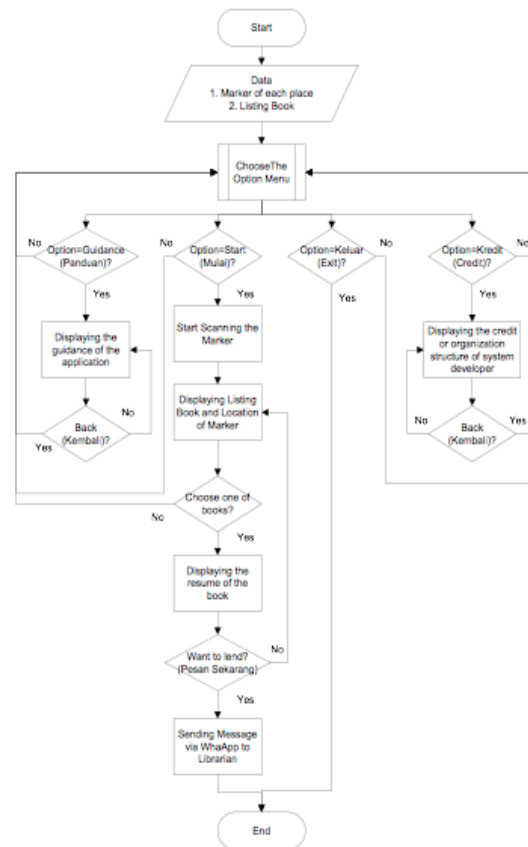 Start
Data
1. Marker of each place
2. Listing Book
ChooseThe
Option Menu
No
Option=Guidance
(Panduan)?
No
Option=Start
(Mulai)?
Option=Keluar
(Exit)?
No
Option=Kredit
(Credit)?
No
Yes
Yes
Yes
Yes
Displaying the
guidance of the
application
Start Scanning the
Marker
Displaying the credit
or organization
structure of system
developer
Displaying Listing
Book and Location
of Marker
Back
(Kembali)?
No
Yes
Back
(Kembali)?
No
Yes
Choose one of
books?
No
Yes
Displaying the
resume of the
book
Want to lend?
(Pesan Sekarang)
No
Yes
Sending Message
via WhaApp to
Librarian
End